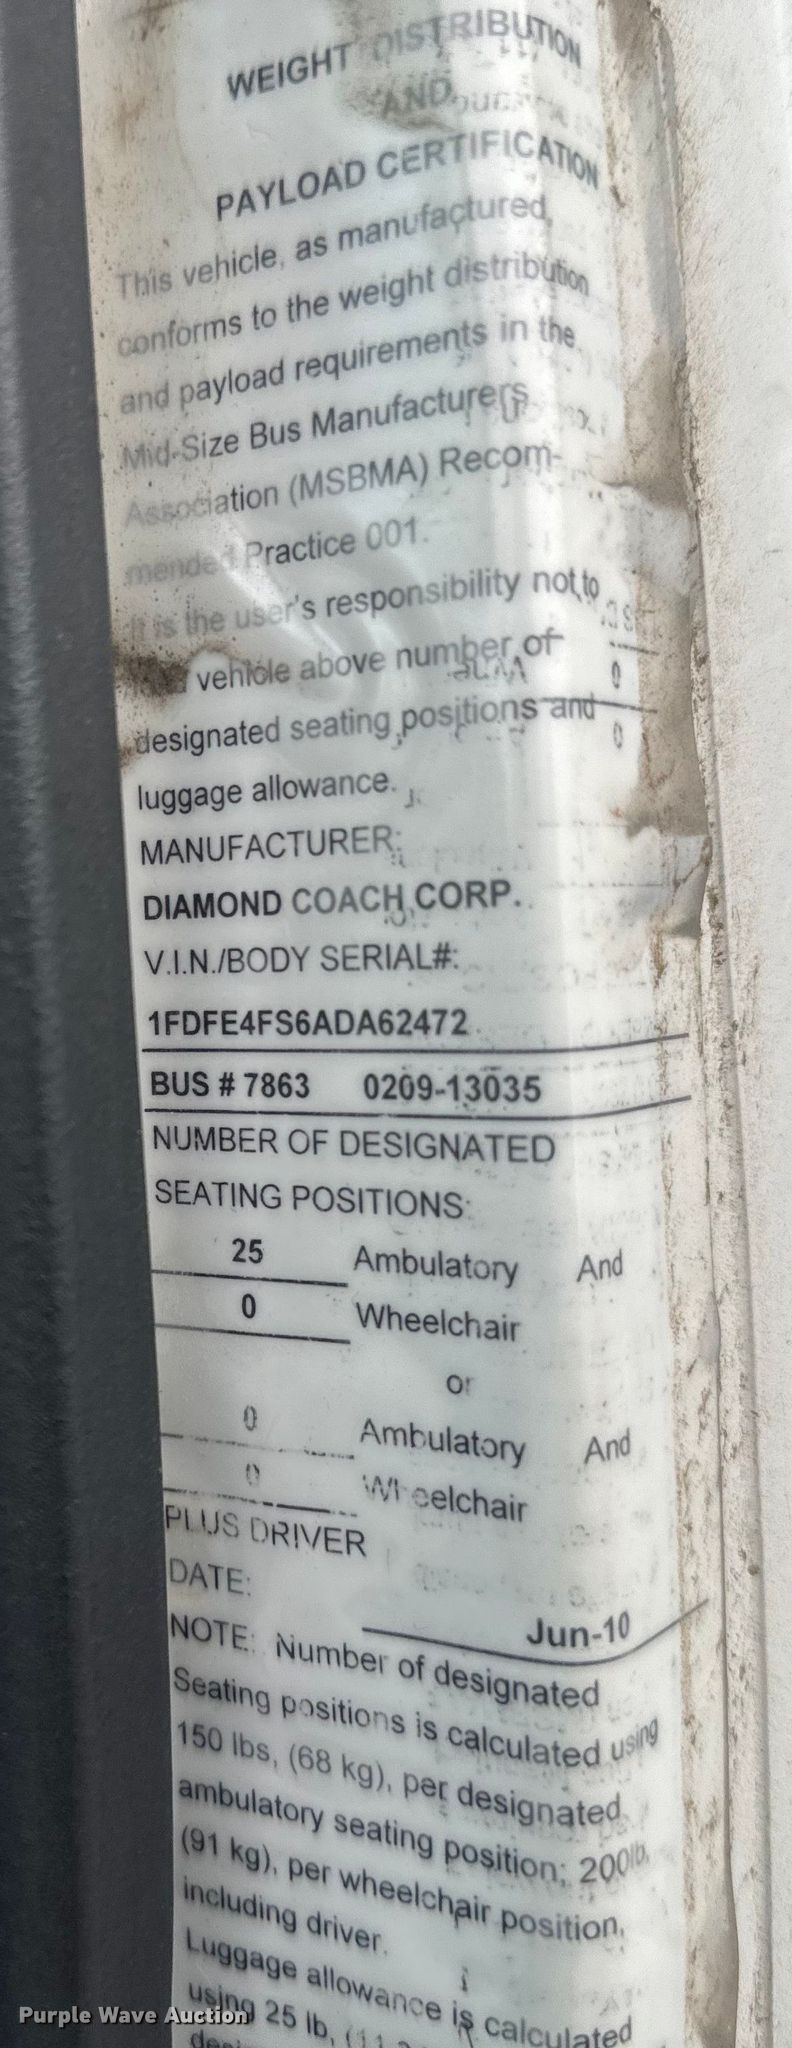 WEIGHT DISTRIBUTION
AND
PAYLOAD CERTIFICATION
This vehicle, as manufactured,
conforms to the weight distribution
and payload requirements in the
Mid-Size Bus Manufacturers
Association (MSBMA) Recom-
mended Practice 001.
It is the user's responsibility not to
vehicle above number of
designated seating positions and
luggage allowance.
MANUFACTURER:
DIAMOND COACH CORP.
V.I.N./BODY SERIAL#:
1FDFE4FS6ADA62472
BUS # 7863 0209-13035
NUMBER OF DESIGNATED
SEATING POSITIONS:
25 Ambulatory And
0 Wheelchair
or
0 Ambulatory And
0 Wheelchair
PLUS DRIVER
DATE:
Jun-10
NOTE: Number of designated
Seating positions is calculated using
150 lbs, (68 kg), per designated
ambulatory seating position; 200lb,
(91 kg), per wheelchair position,
including driver.
Luggage allowance is calculated
using 25 lb,
Purple Wave Auction